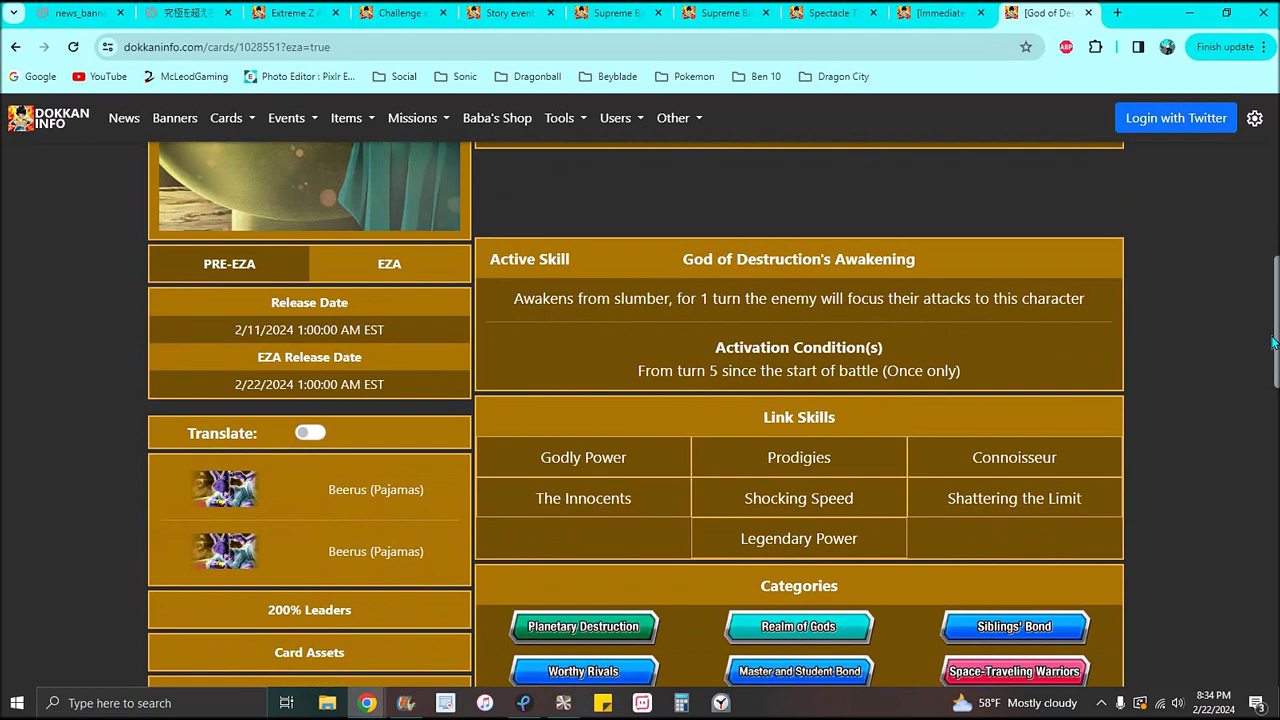 news_bann
究極を超え
Extreme Z A
Challenge e
Story event
Supreme Ba
Supreme Ba
Spectacle T
[Immediate
[God of Des
dokkaninfo.com/cards/1028551?eza=true
ABP
Finish update
Google
YouTube
McLeodGaming
Photo Editor : Pixlr E...
Social
Sonic
Dragonball
Beyblade
Pokemon
Ben 10
Dragon City
DOKKAN
INFO
News
Banners
Cards
Events
Items
Missions
Baba's Shop
Tools
Users
Other
Login with Twitter
PRE-EZA
EZA
Release Date
2/11/2024 1:00:00 AM EST
EZA Release Date
2/22/2024 1:00:00 AM EST
Translate:
Beerus (Pajamas)
Beerus (Pajamas)
200% Leaders
Card Assets
Active Skill
God of Destruction's Awakening
Awakens from slumber, for 1 turn the enemy will focus their attacks to this character
Activation Condition(s)
From turn 5 since the start of battle (Once only)
Link Skills
Godly Power
Prodigies
Connoisseur
The Innocents
Shocking Speed
Shattering the Limit
Legendary Power
Categories
Planetary Destruction
Realm of Gods
Siblings' Bond
Worthy Rivals
Master and Student Bond
Space-Traveling Warriors
Type here to search
58°F Mostly cloudy
8:34 PM
2/22/2024
3